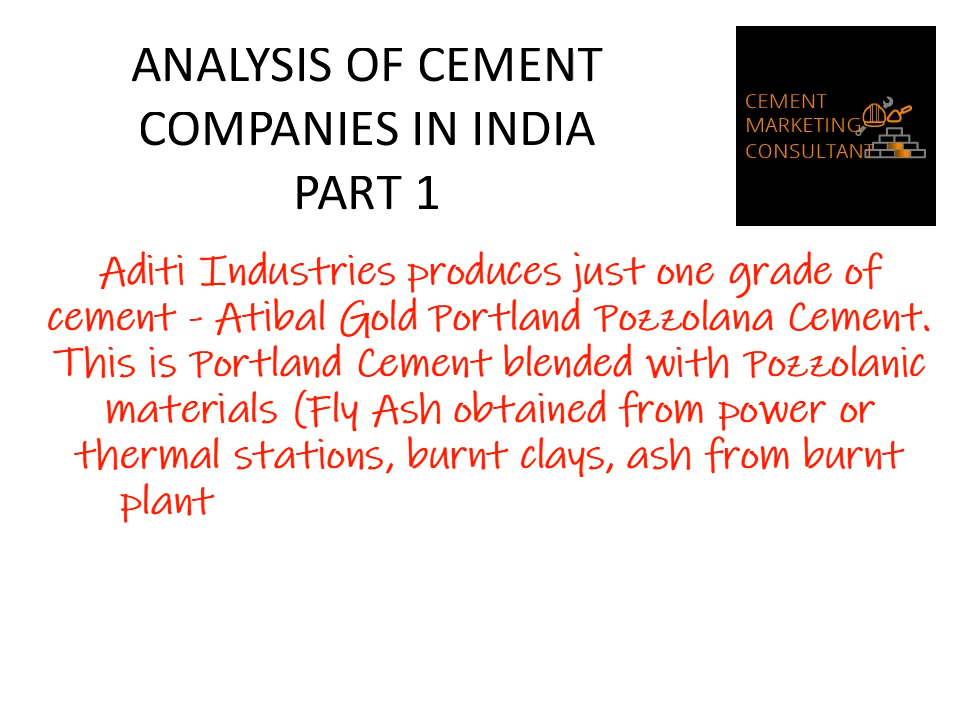 ANALYSIS OF CEMENT
COMPANIES IN INDIA
PART 1
CEMENT
MARKETING
CONSULTANT
Aditi Industries produces just one grade of
cement - Atibal Gold Portland Pozzolana Cement.
This is Portland Cement blended with Pozzolanic
materials (Fly Ash obtained from power or
thermal stations, burnt clays, ash from burnt
plant